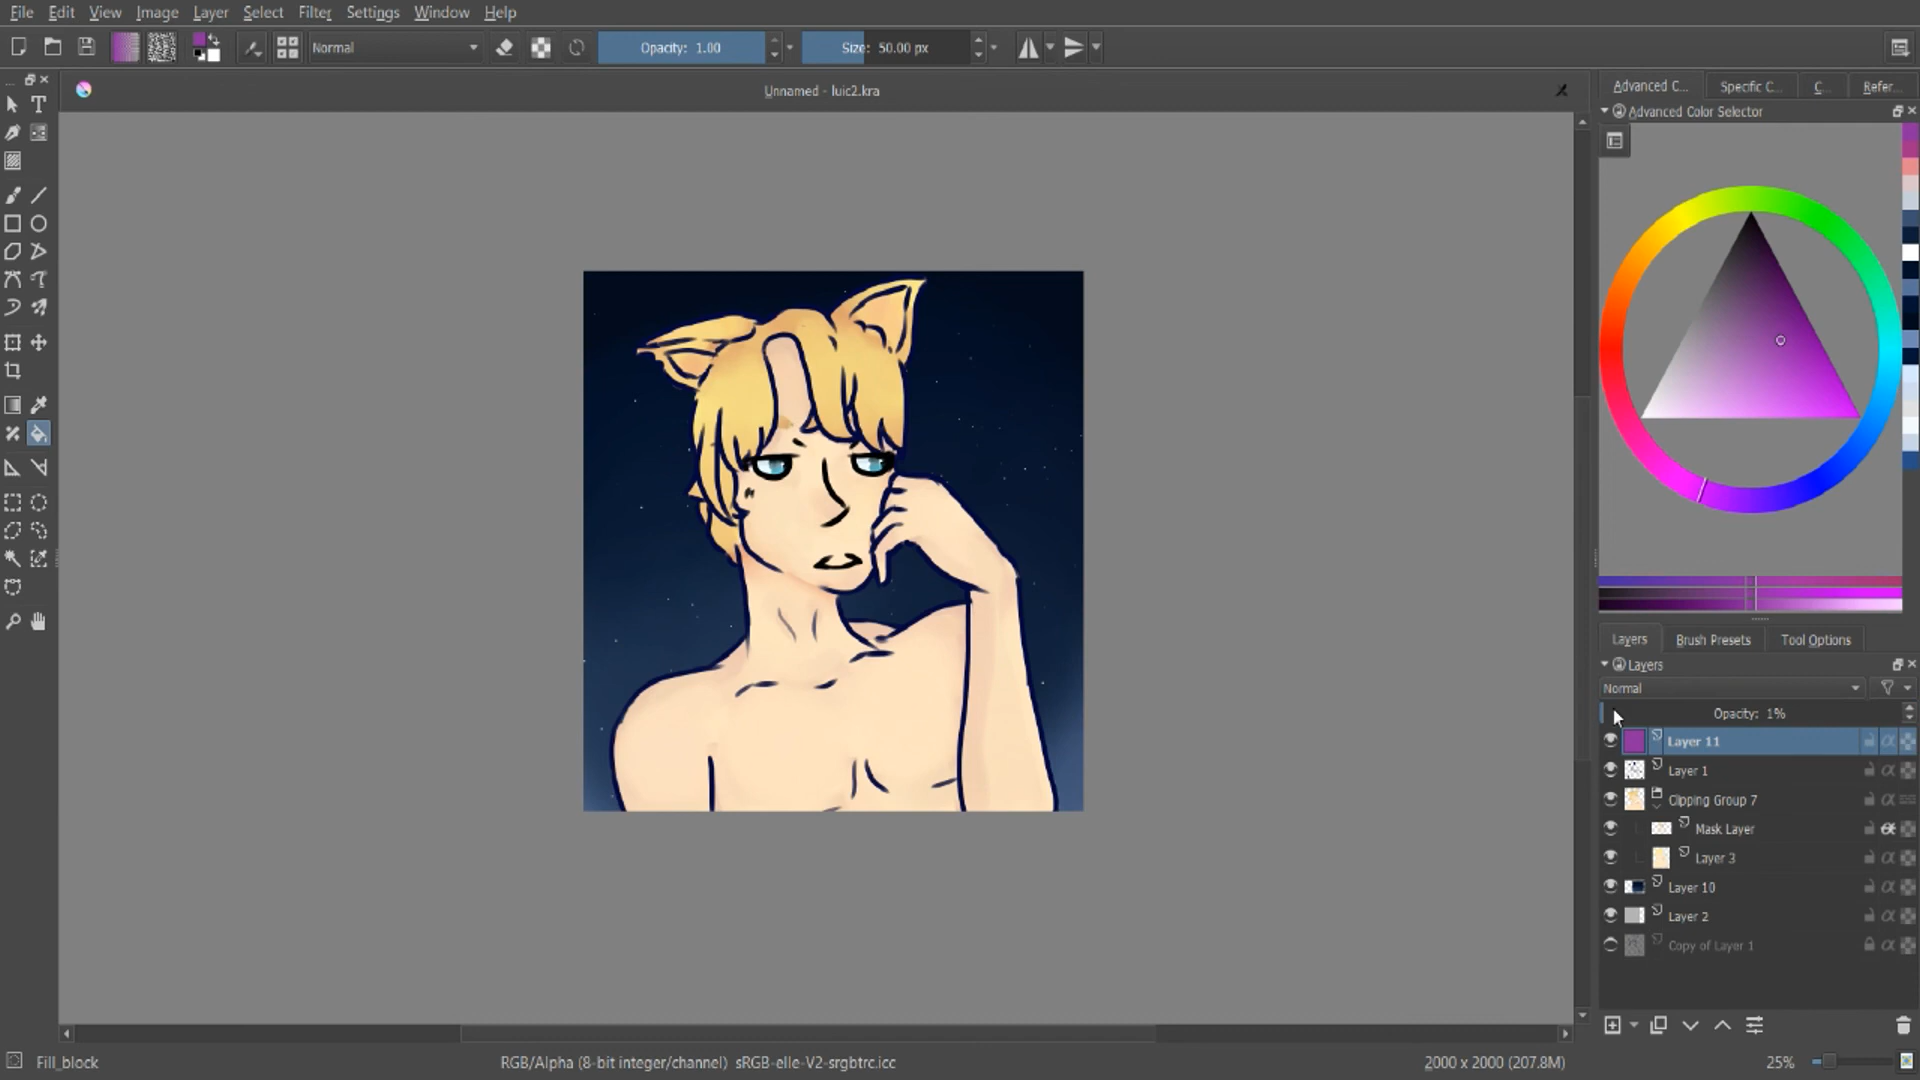 File Edit View Image Layer Select Filter Settings Window Help
Normal Opacity: 1.00 Size: 50.00 px
Unnamed - luic2.kra
Advanced C... Specific C... C... Refer...
Advanced Color Selector
Layers Brush Presets Tool Options
Layers
Normal
Opacity: 1%
Layer 11
Layer 1
Clipping Group 7
Mask Layer
Layer 3
Layer 10
Layer 2
Copy of Layer 1
Fill_block RGB/Alpha (8-bit integer/channel) sRGB-elle-V2-srgbtrc.icc 2000 x 2000 (207.8M) 25%